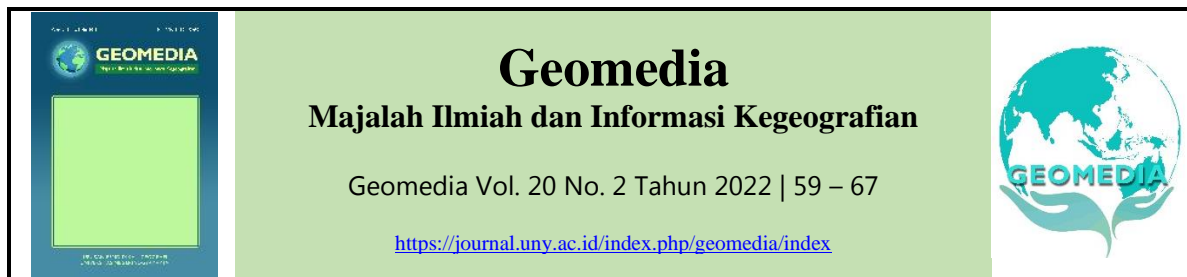 GEOMEDIA
Geomedia
Majalah Ilmiah dan Informasi Kegeografian
Geomedia Vol. 20 No. 2 Tahun 2022 | 59 – 67
https://journal.uny.ac.id/index.php/geomedia/index
GEOMEDIA